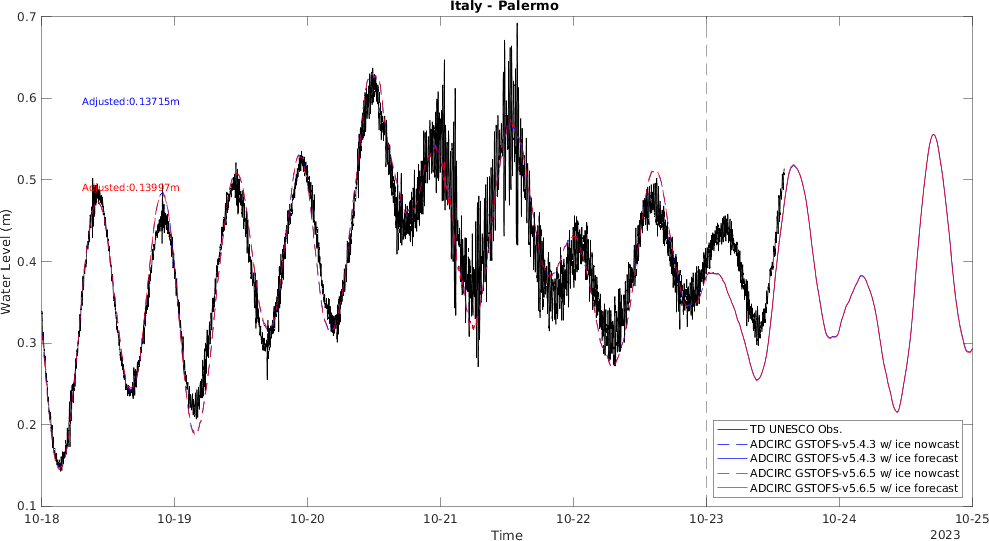 Italy - Palermo
0.7
0.6
0.5
0.4
0.3
0.2
0.1
Water Level (m)
Adjusted:0.13715m
Adjusted:0.13997m
TD UNESCO Obs.
ADCIRC GSTOFS-v5.4.3 w/ ice nowcast
ADCIRC GSTOFS-v5.4.3 w/ ice forecast
ADCIRC GSTOFS-v5.6.5 w/ ice nowcast
ADCIRC GSTOFS-v5.6.5 w/ ice forecast
10-18 10-19 10-20 10-21 10-22 10-23 10-24 10-25
Time
2023